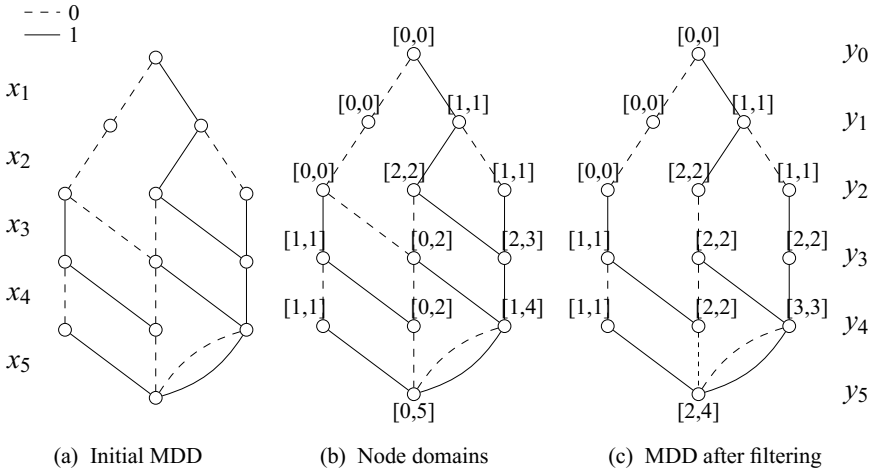 0
1
[0,0] [0,0] y0
x1
[0,0] [1,1] [0,0] [1,1] y1
x2
[0,0] [2,2] [1,1] [0,0] [2,2] [1,1] y2
x3
[1,1] [0,2] [2,3] [1,1] [2,2] [2,2] y3
x4
[1,1] [0,2] [1,4] [1,1] [2,2] [3,3] y4
x5
[0,5] [2,4] y5
(a) Initial MDD (b) Node domains (c) MDD after filtering